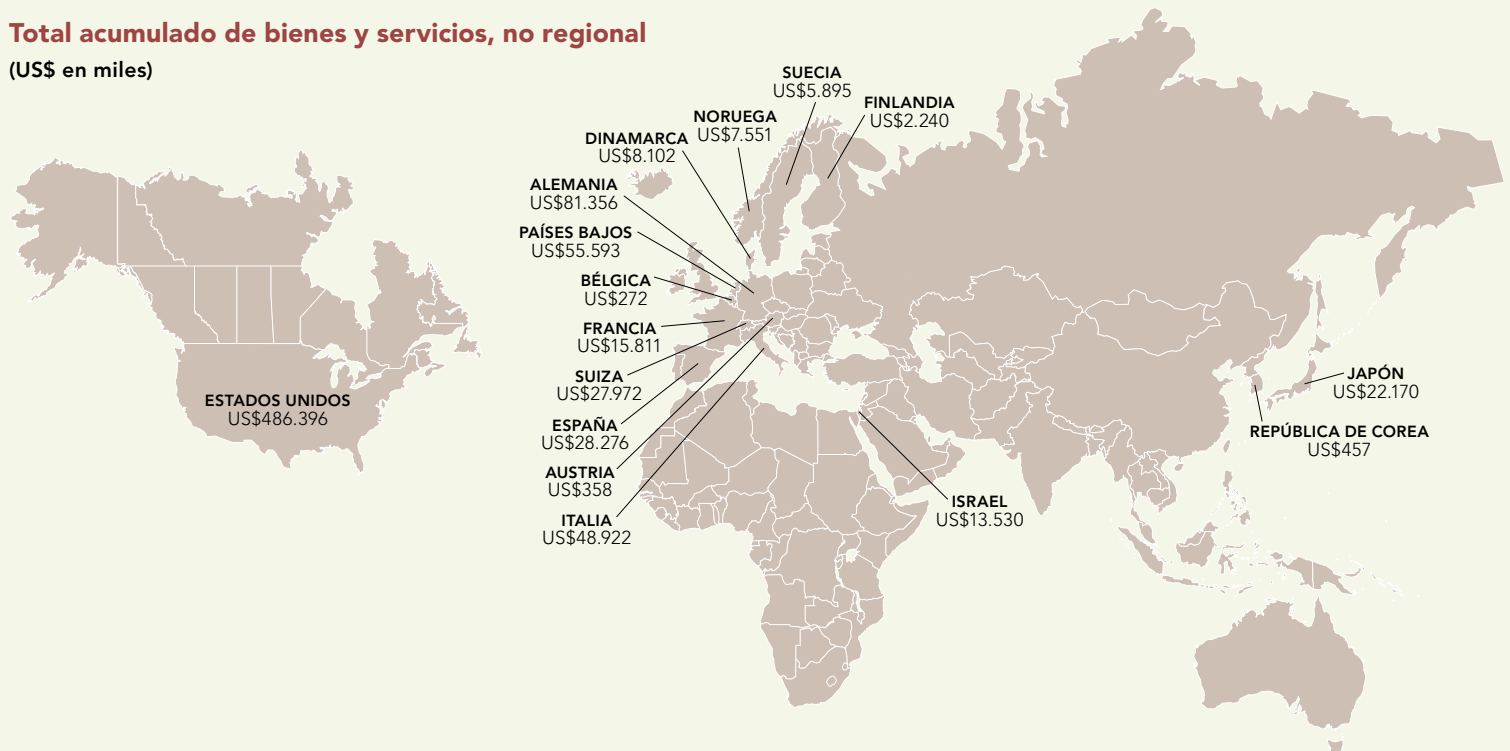 Total acumulado de bienes y servicios, no regional
(US$ en miles)
SUECIA
US$5.895
FINLANDIA
US$2.240
NORUEGA
US$7.551
DINAMARCA
US$8.102
ALEMANIA
US$81.356
PAÍSES BAJOS
US$55.593
BÉLGICA
US$272
FRANCIA
US$15.811
SUIZA
US$27.972
ESPAÑA
US$28.276
AUSTRIA
US$358
ITALIA
US$48.922
ESTADOS UNIDOS
US$486.396
ISRAEL
US$13.530
JAPÓN
US$22.170
REPÚBLICA DE COREA
US$457